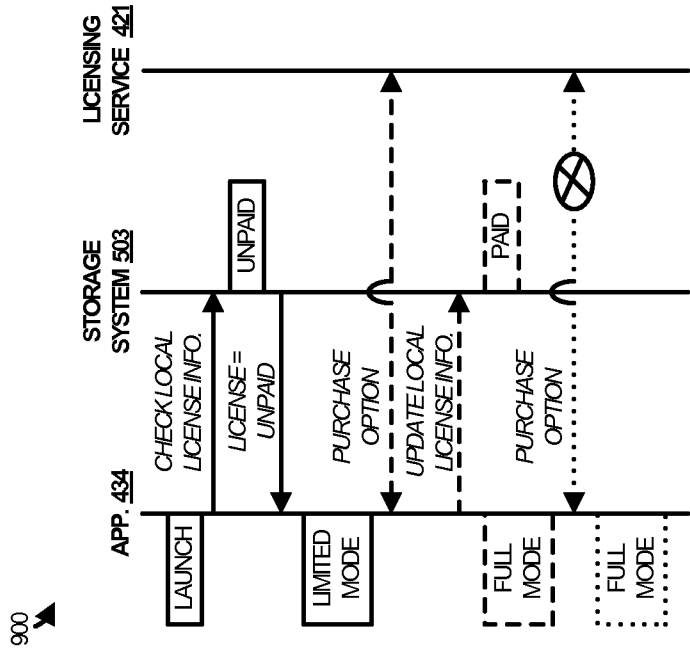 900
APP. 434
STORAGE
SYSTEM 503
LICENSING
SERVICE 421
LAUNCH
CHECK LOCAL
LICENSE INFO.
UNPAID
LICENSE =
UNPAID
LIMITED
MODE
PURCHASE
OPTION
UPDATE LOCAL
LICENSE INFO.
PAID
FULL
MODE
PURCHASE
OPTION
FULL
MODE